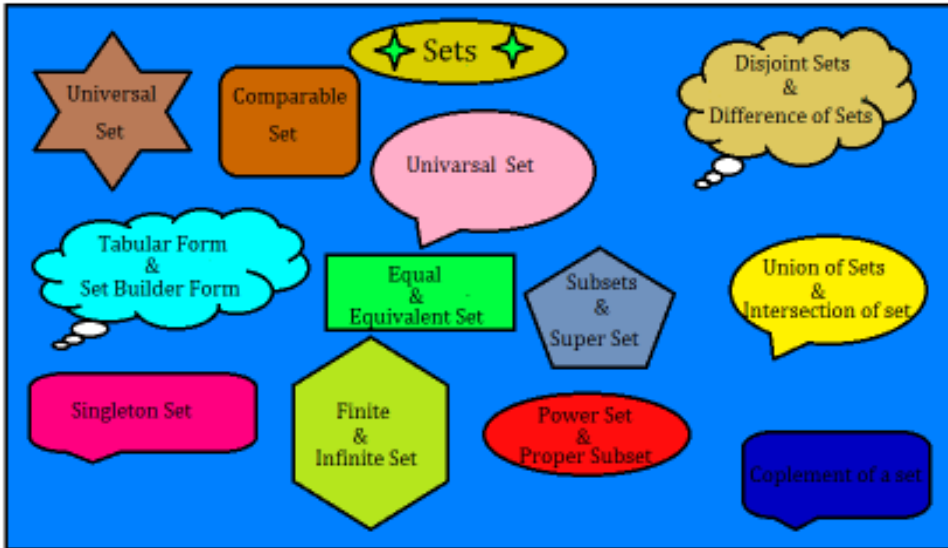 Sets
Universal
Set
Comparable
Set
Disjoint Sets
&
Difference of Sets
Univarsal Set
Tabular Form
&
Set Builder Form
Equal
&
Equivalent Set
Subsets
&
Super Set
Union of Sets
&
Intersection of set
Singleton Set
Finite
&
Infinite Set
Power Set
&
Proper Subset
Coplement of a set